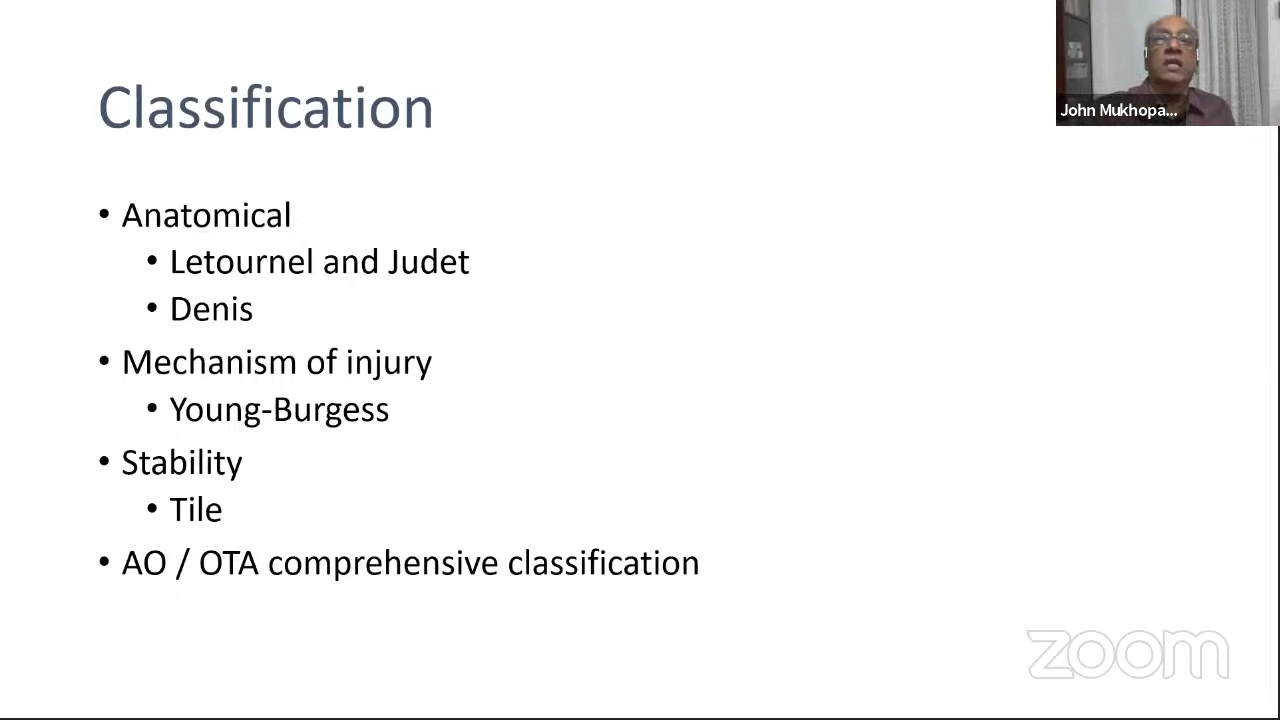 John Mukhopa...
Classification
• Anatomical
• Letournel and Judet
• Denis
• Mechanism of injury
• Young-Burgess
• Stability
• Tile
• AO / OTA comprehensive classification
zoom